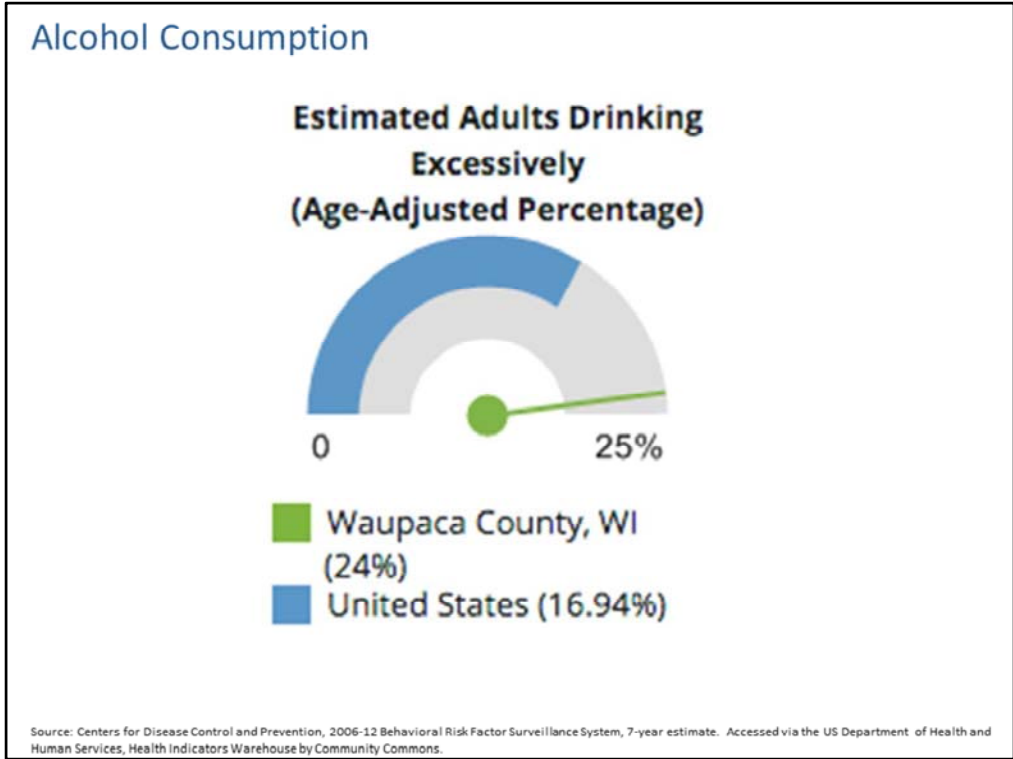 Alcohol Consumption
Estimated Adults Drinking
Excessively
(Age-Adjusted Percentage)
0
25%
Waupaca County, WI
(24%)
United States (16.94%)
Source: Centers for Disease Control and Prevention, 2006-12 Behavioral Risk Factor Surveillance System, 7-year estimate. Accessed via the US Department of Health and
Human Services, Health Indicators Warehouse by Community Commons.